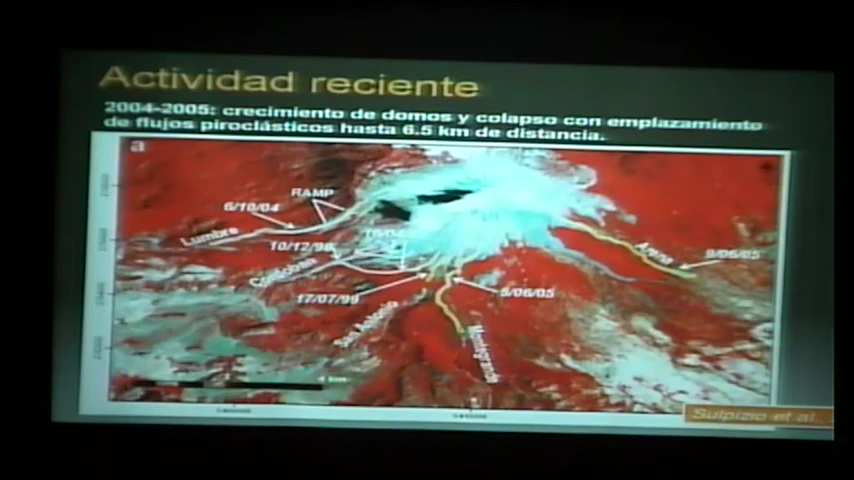 Actividad reciente
2004-2005: crecimiento de domos y colapso con emplazamiento
de flujos piroclásticos hasta 6.5 km de distancia.
a
RAMP
6/10/04
Lumbre
10/12/98
Cordoban
17/07/99
San Antonio
5/06/05
Arena
9/06/05
Sulpizio et al.